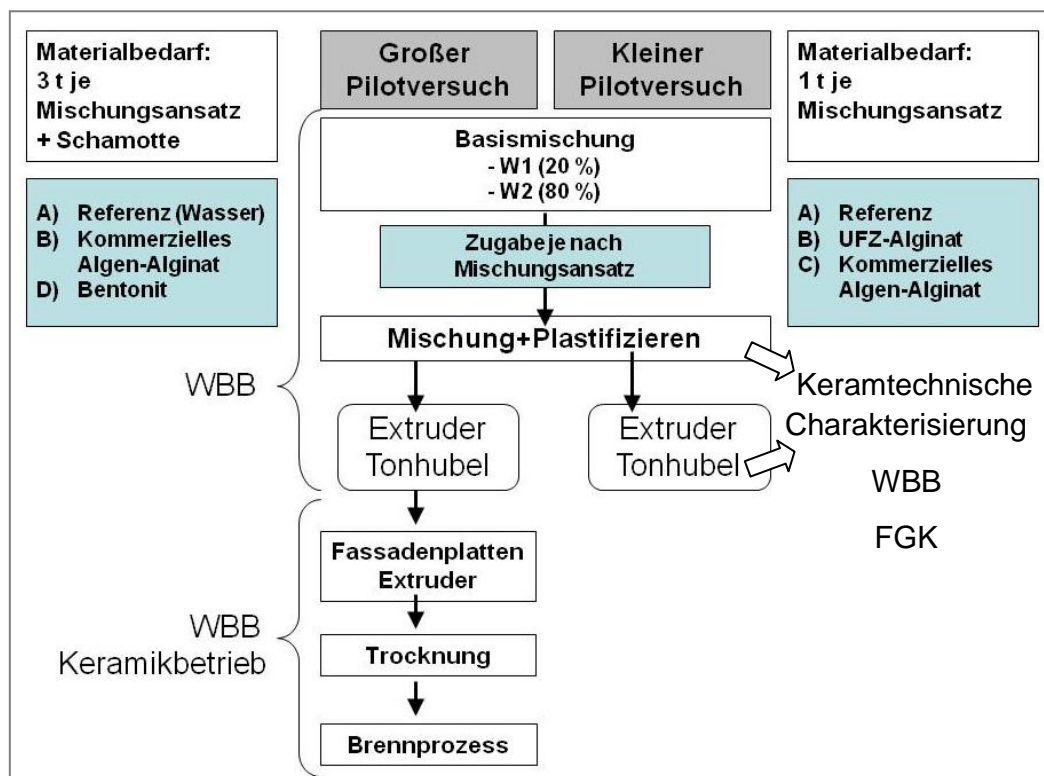 Materialbedarf:
3 t je
Mischungsansatz
+ Schamotte
Großer
Pilotversuch
Kleiner
Pilotversuch
Materialbedarf:
1 t je
Mischungsansatz
Basismischung
- W1 (20 %)
- W2 (80 %)
A) Referenz (Wasser)
B) Kommerzielles
Algen-Alginat
D) Bentonit
Zugabe je nach
Mischungsansatz
A) Referenz
B) UFZ-Alginat
C) Kommerzielles
Algen-Alginat
Mischung+Plastifizieren
WBB
Extruder
Tonhubel
Extruder
Tonhubel
Keramtechnische
Charakterisierung
WBB
FGK
Fassadenplatten
Extruder
WBB
Keramikbetrieb
Trocknung
Brennprozess